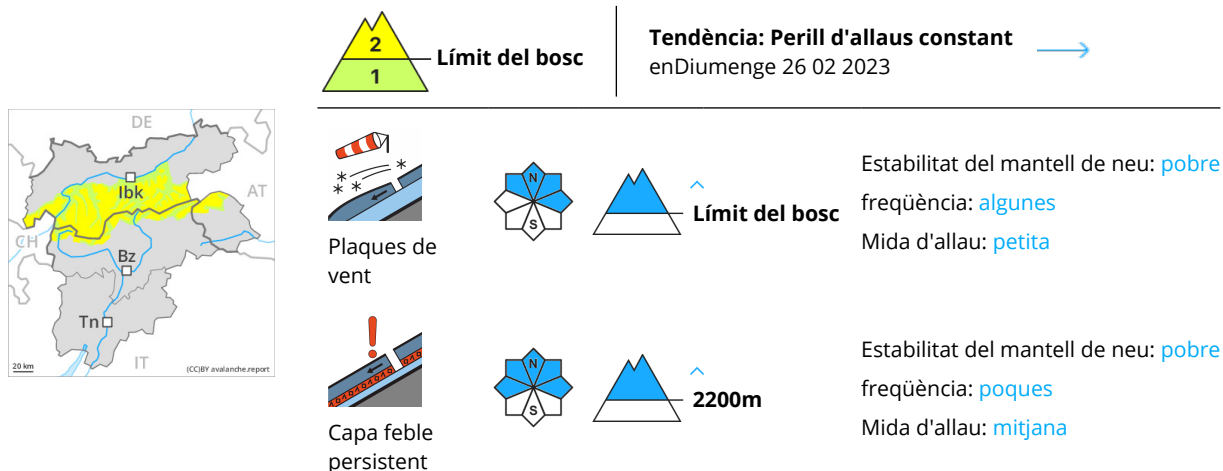 2
1
Límit del bosc
Tendència: Perill d'allaus constant
enDiumenge 26 02 2023
DE
Ibk
AT
CH
Bz
Tn
IT
20 km
(CC)BY avalanche.report
Plaques de
vent
N
S
Límit del bosc
Estabilitat del mantell de neu: pobre
freqüència: algunes
Mida d'allau: petita
Capa feble
persistent
N
S
2200m
Estabilitat del mantell de neu: pobre
freqüència: poques
Mida d'allau: mitjana